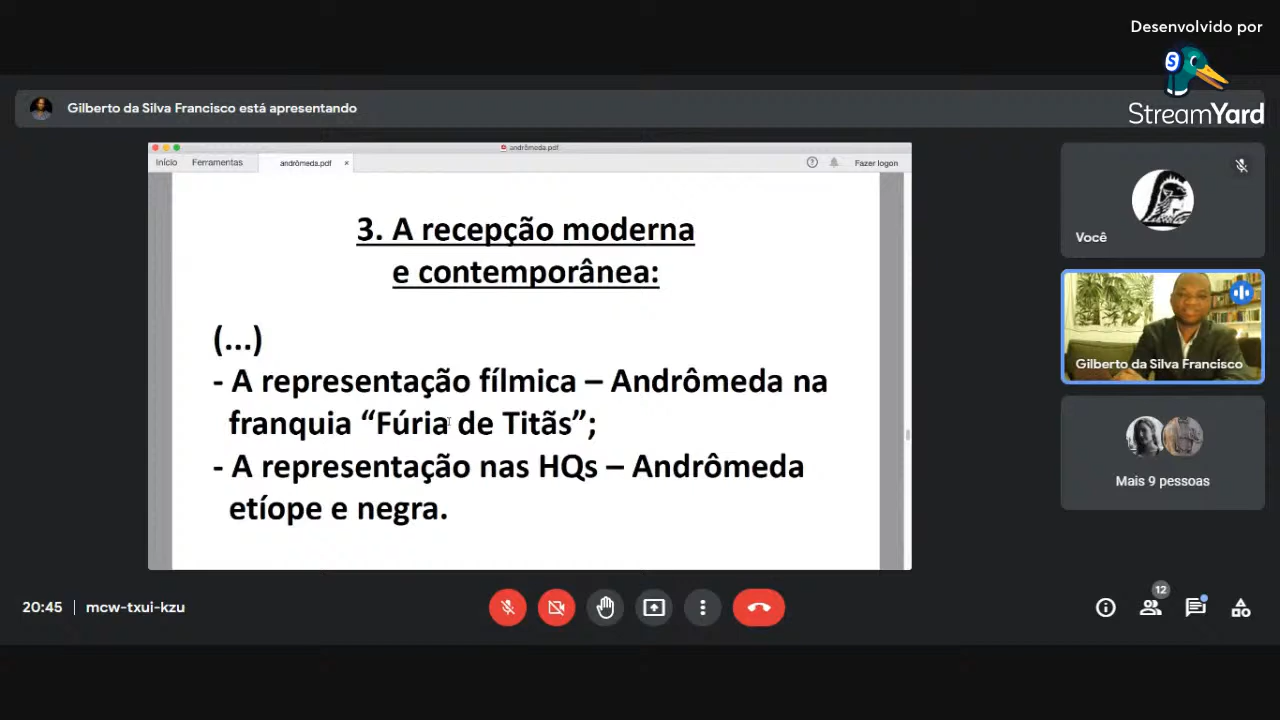 Desenvolvido por
StreamYard
Gilberto da Silva Francisco está apresentando
andrômeda.pdf
Início
Ferramentas
andrômeda.pdf
×
Fazer logon
3. A recepção moderna
e contemporânea:
(...)
- A representação fílmica – Andrômeda na
franquia “Fúria de Titãs”;
- A representação nas HQs – Andrômeda
etíope e negra.
Você
Gilberto da Silva Francisco
Mais 9 pessoas
20:45 | mcw-txui-kzu
12